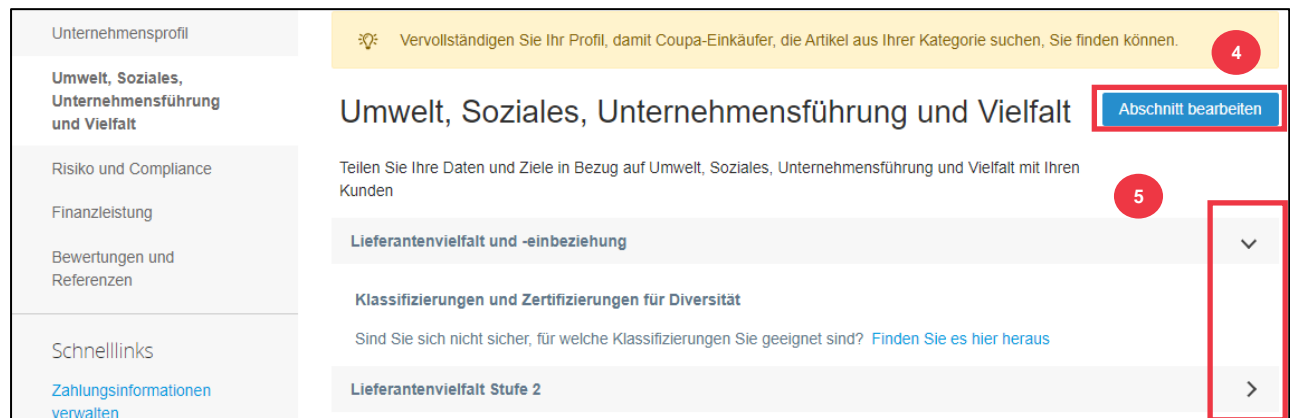 Unternehmensprofil
Umwelt, Soziales,
Unternehmensführung
und Vielfalt
Risiko und Compliance
Finanzleistung
Bewertungen und
Referenzen
Schnelllinks
Zahlungsinformationen
verwalten
Vervollständigen Sie Ihr Profil, damit Coupa-Einkäufer, die Artikel aus Ihrer Kategorie suchen, Sie finden können.
4
Umwelt, Soziales, Unternehmensführung und Vielfalt
Abschnitt bearbeiten
Teilen Sie Ihre Daten und Ziele in Bezug auf Umwelt, Soziales, Unternehmensführung und Vielfalt mit Ihren
Kunden
5
Lieferantenvielfalt und -einbeziehung
Klassifizierungen und Zertifizierungen für Diversität
Sind Sie sich nicht sicher, für welche Klassifizierungen Sie geeignet sind? Finden Sie es hier heraus
Lieferantenvielfalt Stufe 2